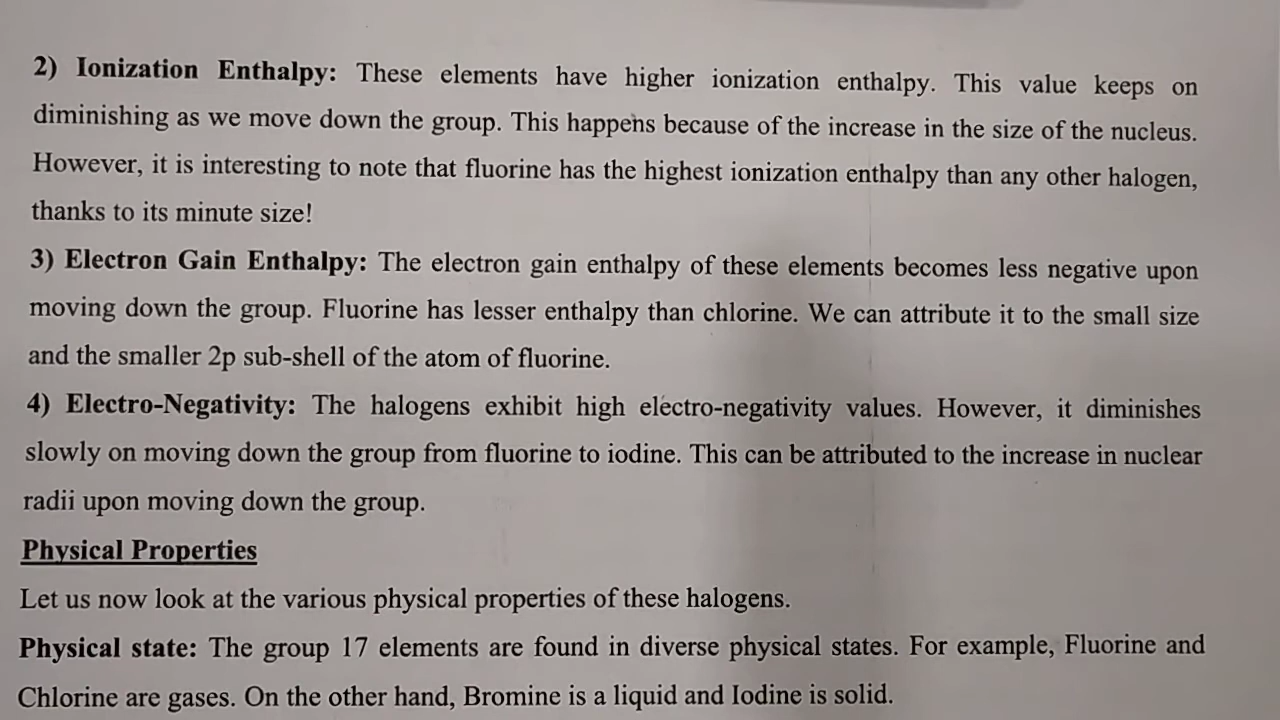 2) Ionization Enthalpy: These elements have higher ionization enthalpy. This value keeps on
diminishing as we move down the group. This happens because of the increase in the size of the nucleus.
However, it is interesting to note that fluorine has the highest ionization enthalpy than any other halogen,
thanks to its minute size!
3) Electron Gain Enthalpy: The electron gain enthalpy of these elements becomes less negative upon
moving down the group. Fluorine has lesser enthalpy than chlorine. We can attribute it to the small size
and the smaller 2p sub-shell of the atom of fluorine.
4) Electro-Negativity: The halogens exhibit high electro-negativity values. However, it diminishes
slowly on moving down the group from fluorine to iodine. This can be attributed to the increase in nuclear
radii upon moving down the group.
Physical Properties
Let us now look at the various physical properties of these halogens.
Physical state: The group 17 elements are found in diverse physical states. For example, Fluorine and
Chlorine are gases. On the other hand, Bromine is a liquid and Iodine is solid.